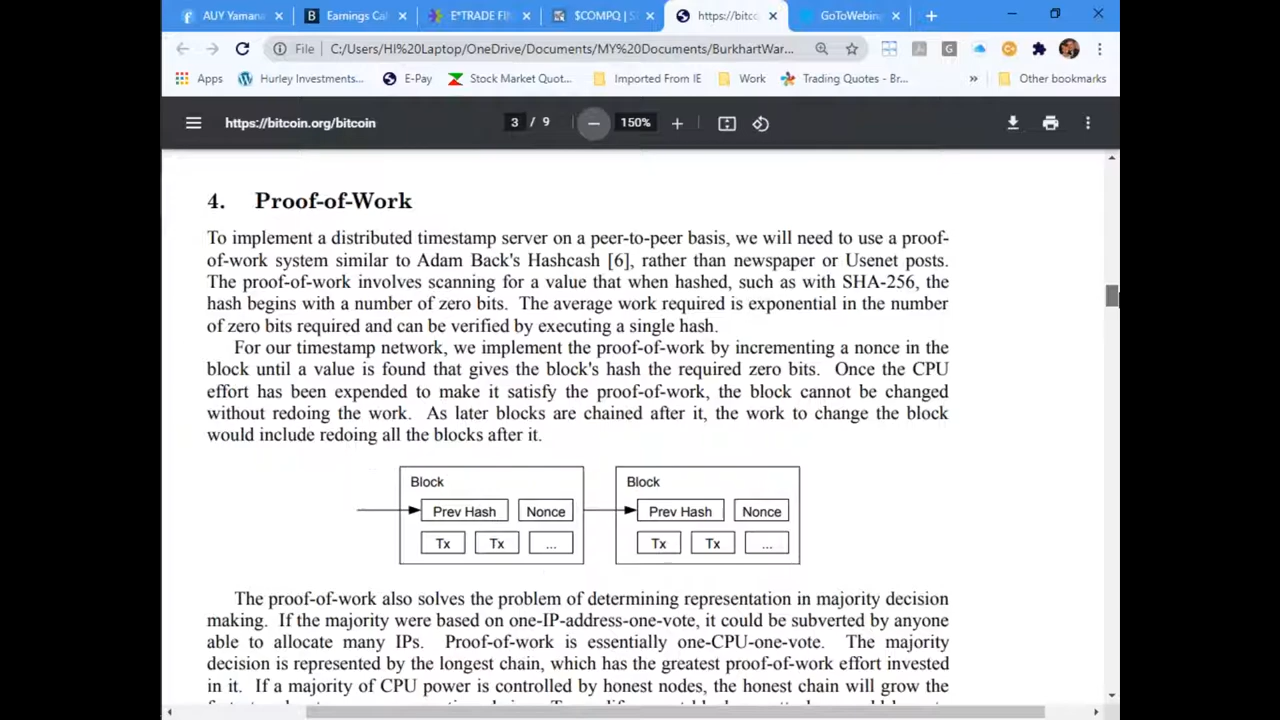 AUY Yamana
Earnings Cal
E*TRADE FI
$COMPQ | S
https://bitco
GoToWebin
File | C:/Users/HI%20Laptop/OneDrive/Documents/MY%20Documents/BurkhartWar...
Apps Hurley Investments... E-Pay Stock Market Quot... Imported From IE Work Trading Quotes - Br... » Other bookmarks
https://bitcoin.org/bitcoin 3 / 9 − 150% +
4. Proof-of-Work
To implement a distributed timestamp server on a peer-to-peer basis, we will need to use a proof-
of-work system similar to Adam Back's Hashcash [6], rather than newspaper or Usenet posts.
The proof-of-work involves scanning for a value that when hashed, such as with SHA-256, the
hash begins with a number of zero bits. The average work required is exponential in the number
of zero bits required and can be verified by executing a single hash.
For our timestamp network, we implement the proof-of-work by incrementing a nonce in the
block until a value is found that gives the block's hash the required zero bits. Once the CPU
effort has been expended to make it satisfy the proof-of-work, the block cannot be changed
without redoing the work. As later blocks are chained after it, the work to change the block
would include redoing all the blocks after it.
Block
Prev Hash Nonce
Tx Tx ...
Block
Prev Hash Nonce
Tx Tx ...
The proof-of-work also solves the problem of determining representation in majority decision
making. If the majority were based on one-IP-address-one-vote, it could be subverted by anyone
able to allocate many IPs. Proof-of-work is essentially one-CPU-one-vote. The majority
decision is represented by the longest chain, which has the greatest proof-of-work effort invested
in it. If a majority of CPU power is controlled by honest nodes, the honest chain will grow the